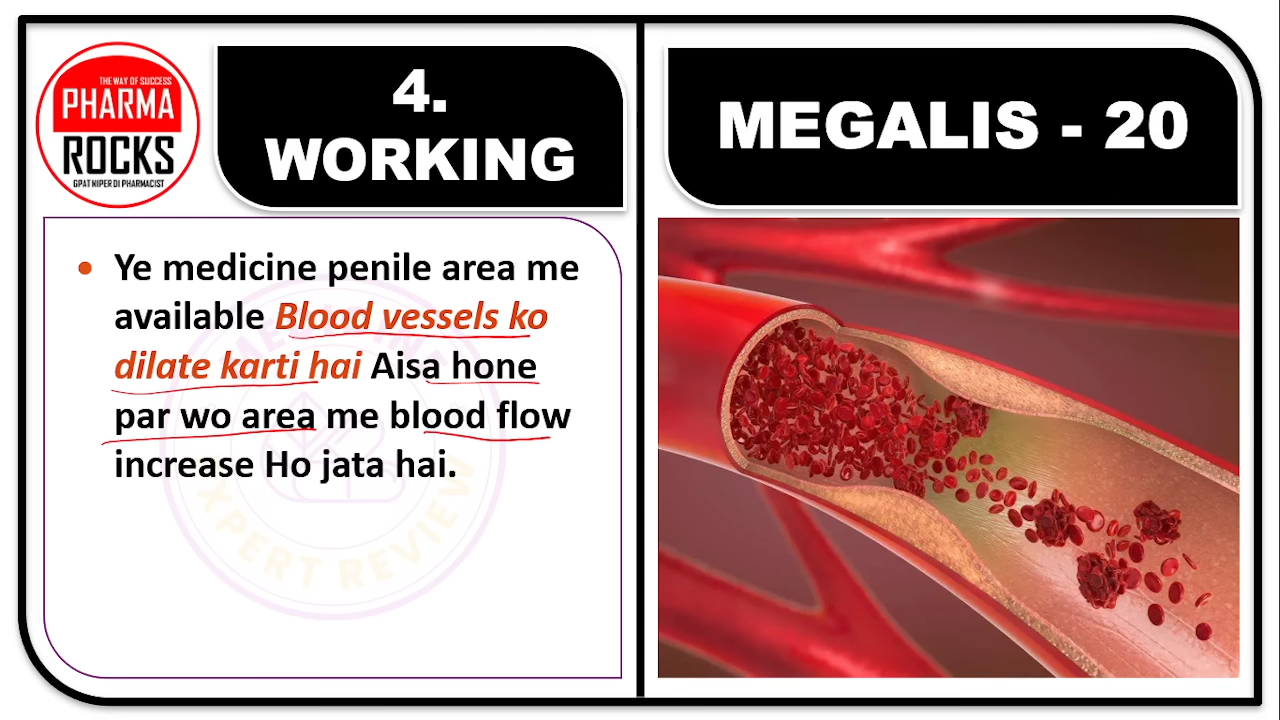 THE WAY OF SUCCESS
PHARMA
ROCKS
GPAT NIPER DI PHARMACIST
4.
WORKING
MEGALIS - 20
• Ye medicine penile area me
available Blood vessels ko
dilate karti hai Aisa hone
par wo area me blood flow
increase Ho jata hai.
EXPERT REVIEW